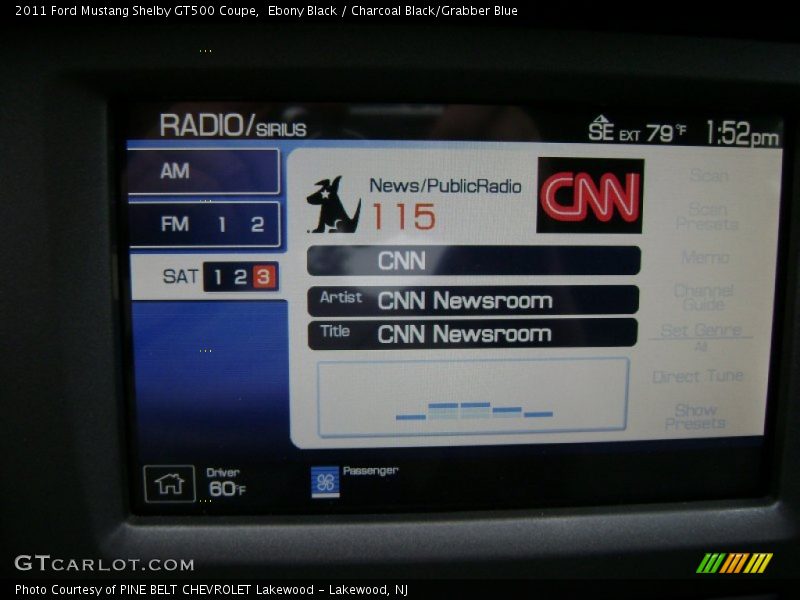 2011 Ford Mustang Shelby GT500 Coupe,  Ebony Black / Charcoal Black/Grabber Blue
RADIO/SIRIUS
SE EXT 79°F 1:52pm
AM
FM 1 2
SAT 1 2 3
News/PublicRadio
115
CNN
CNN
Artist CNN Newsroom
Title CNN Newsroom
Scan
Scan
Presets
Memo
Channel
Guide
Set Genre
All
Direct Tune
Show
Presets
Driver
60°F
Passenger
GTCARLOT.COM
Photo Courtesy of PINE BELT CHEVROLET Lakewood - Lakewood, NJ